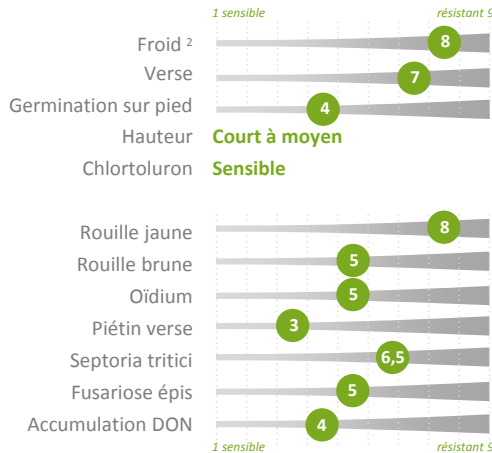 1 sensible résistant 9
Froid ² 8
Verse 7
Germination sur pied 4
Hauteur Court à moyen
Chlortoluron Sensible
Rouille jaune 8
Rouille brune 5
Oïdium 5
Piétin verse 3
Septoria tritici 6,5
Fusariose épis 5
Accumulation DON 4
1 sensible résistant 9